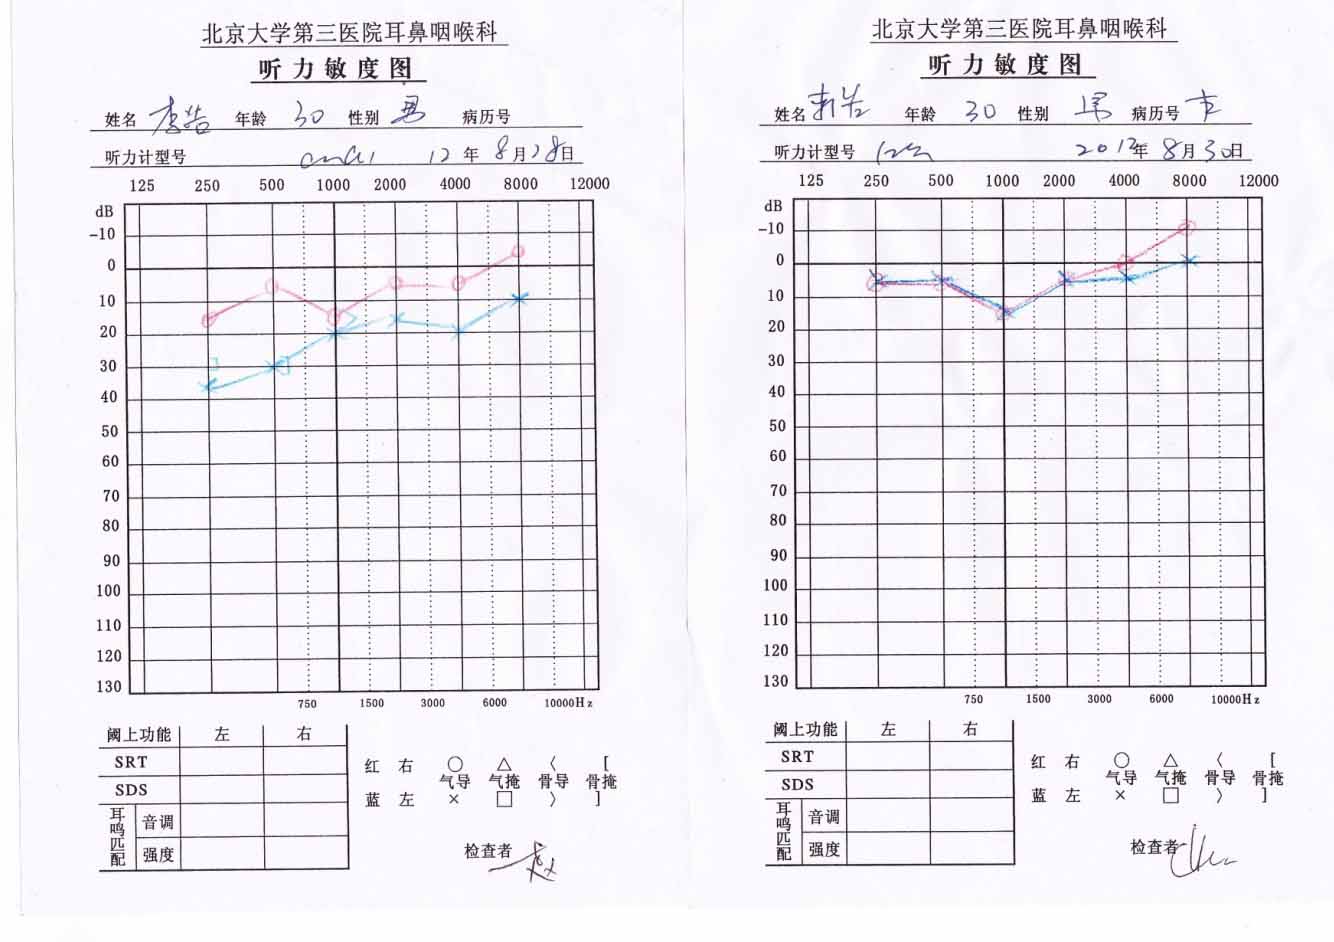 北京大学第三医院耳鼻咽喉科
听力敏度图
姓名 李浩 年龄 30 性别 男 病历号
听力计型号 12年8月28日
125 250 500 1000 2000 4000 8000 12000
dB
-10
0
10
20
30
40
50
60
70
80
90
100
110
120
130
750 1500 3000 6000 10000Hz
阈上功能 左 右
SRT
SDS
耳鸣匹配 音调
强度
红 右 ○ △ 〈 [
气导 气掩 骨导 骨掩
蓝 左 × □ 〉 ]
检查者
北京大学第三医院耳鼻咽喉科
听力敏度图
姓名 年龄 30 性别 男 病历号
听力计型号 2012年8月30日
125 250 500 1000 2000 4000 8000 12000
dB
-10
0
10
20
30
40
50
60
70
80
90
100
110
120
130
750 1500 3000 6000 10000Hz
阈上功能 左 右
SRT
SDS
耳鸣匹配 音调
强度
红 右 ○ △ 〈 [
气导 气掩 骨导 骨掩
蓝 左 × □ 〉 ]
检查者